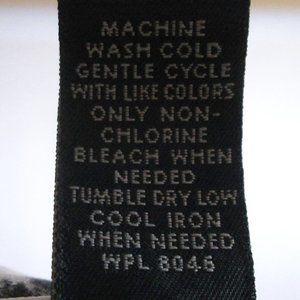 MACHINE
WASH COLD
GENTLE CYCLE
WITH LIKE COLORS
ONLY NON-
CHLORINE
BLEACH WHEN
NEEDED
TUMBLE DRY LOW
COOL IRON
WHEN NEEDED
WPL 8046